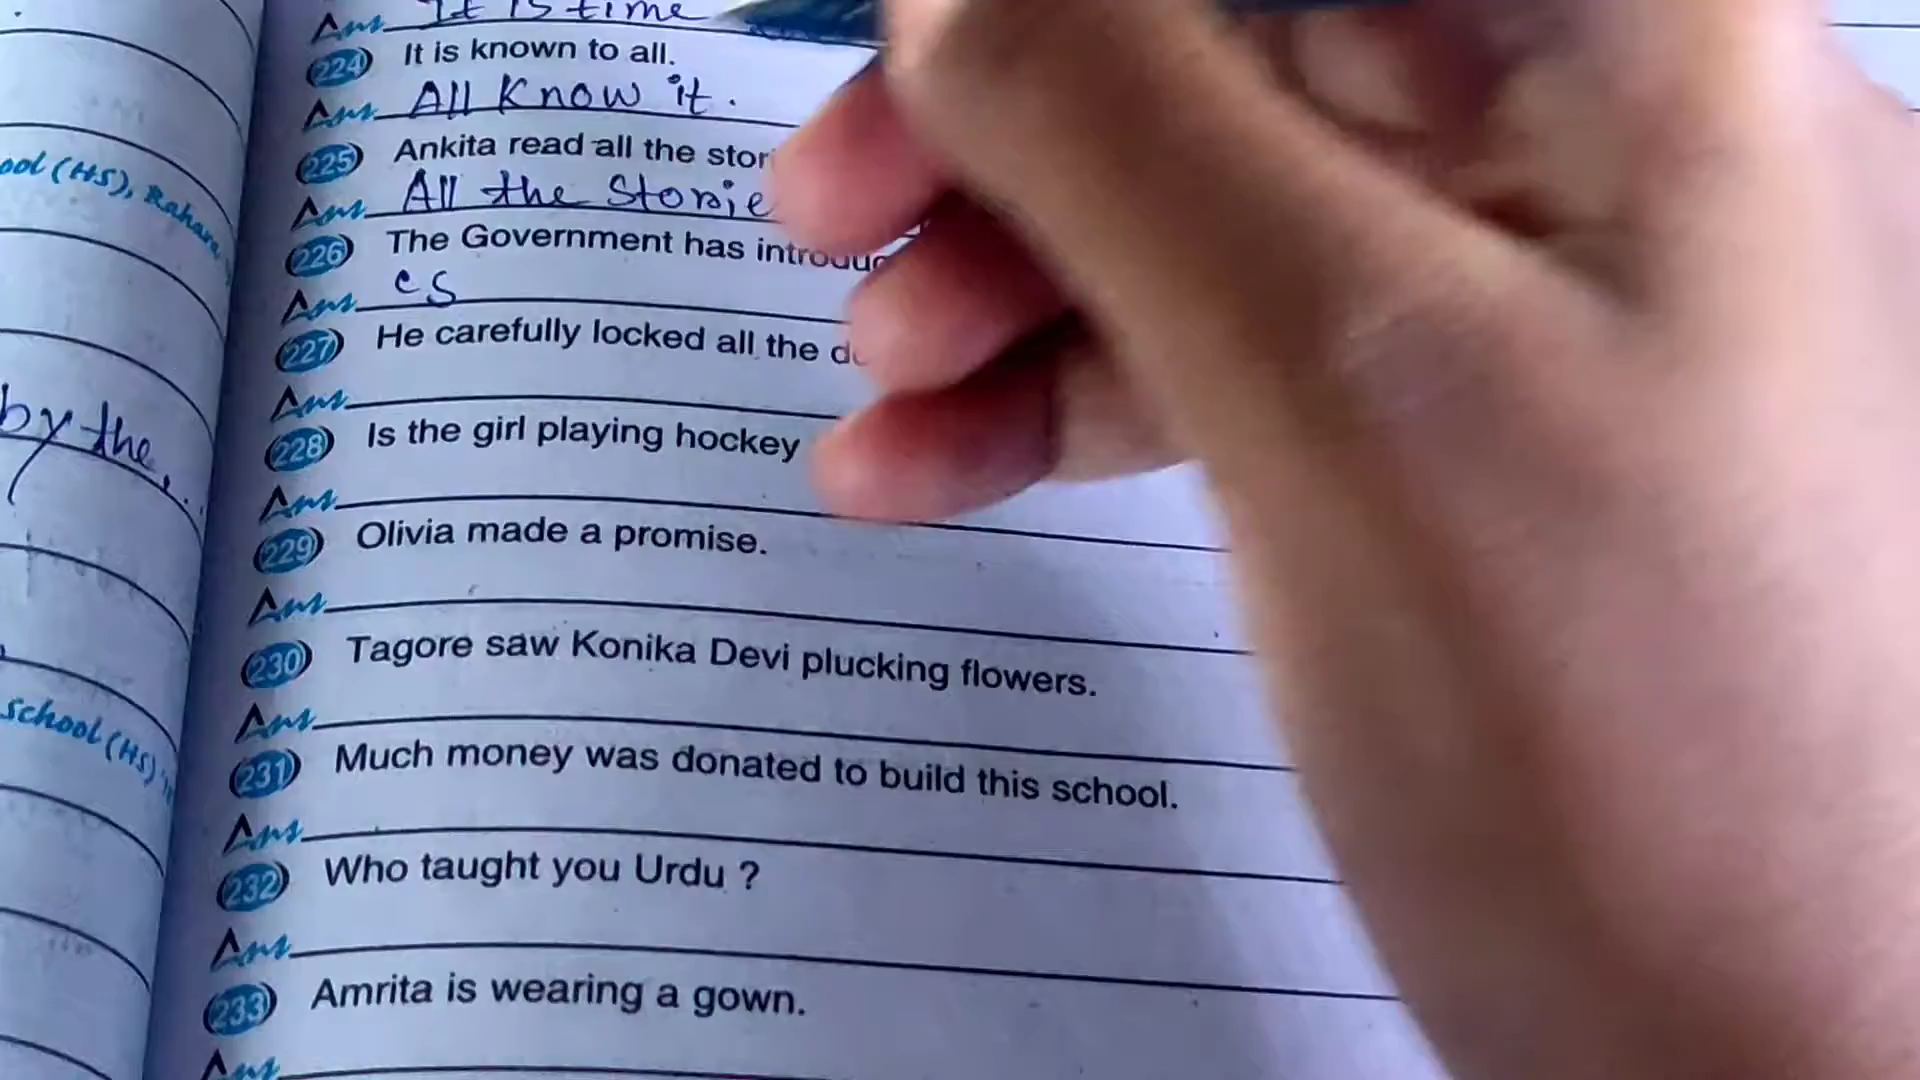 Ans It is time
224 It is known to all.
Ans All know it.
225 Ankita read all the stor
Ans All the Storie
226 The Government has introduc
Ans es
227 He carefully locked all the d
Ans
228 Is the girl playing hockey
Ans
229 Olivia made a promise.
Ans
230 Tagore saw Konika Devi plucking flowers.
Ans
231 Much money was donated to build this school.
Ans
232 Who taught you Urdu ?
Ans
233 Amrita is wearing a gown.
Ans
ool (HS), Rahara
by the
school (HS)